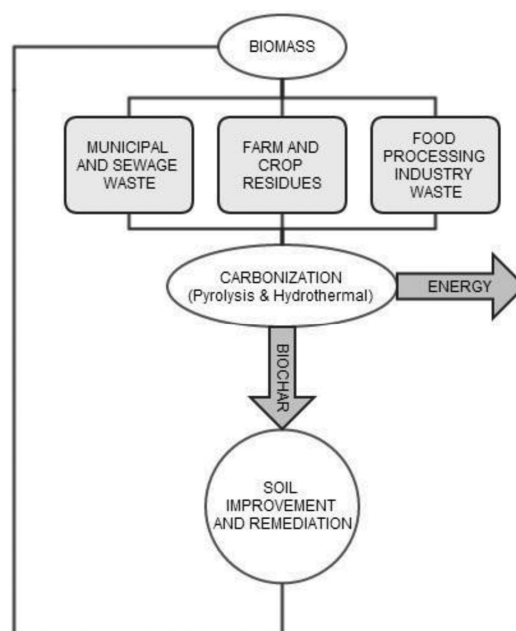 BIOMASS
MUNICIPAL
AND SEWAGE
WASTE
FARM AND
CROP
RESIDUES
FOOD
PROCESSING
INDUSTRY
WASTE
CARBONIZATION
(Pyrolysis & Hydrothermal)
ENERGY
BIOCHAR
SOIL
IMPROVEMENT
AND REMEDIATION